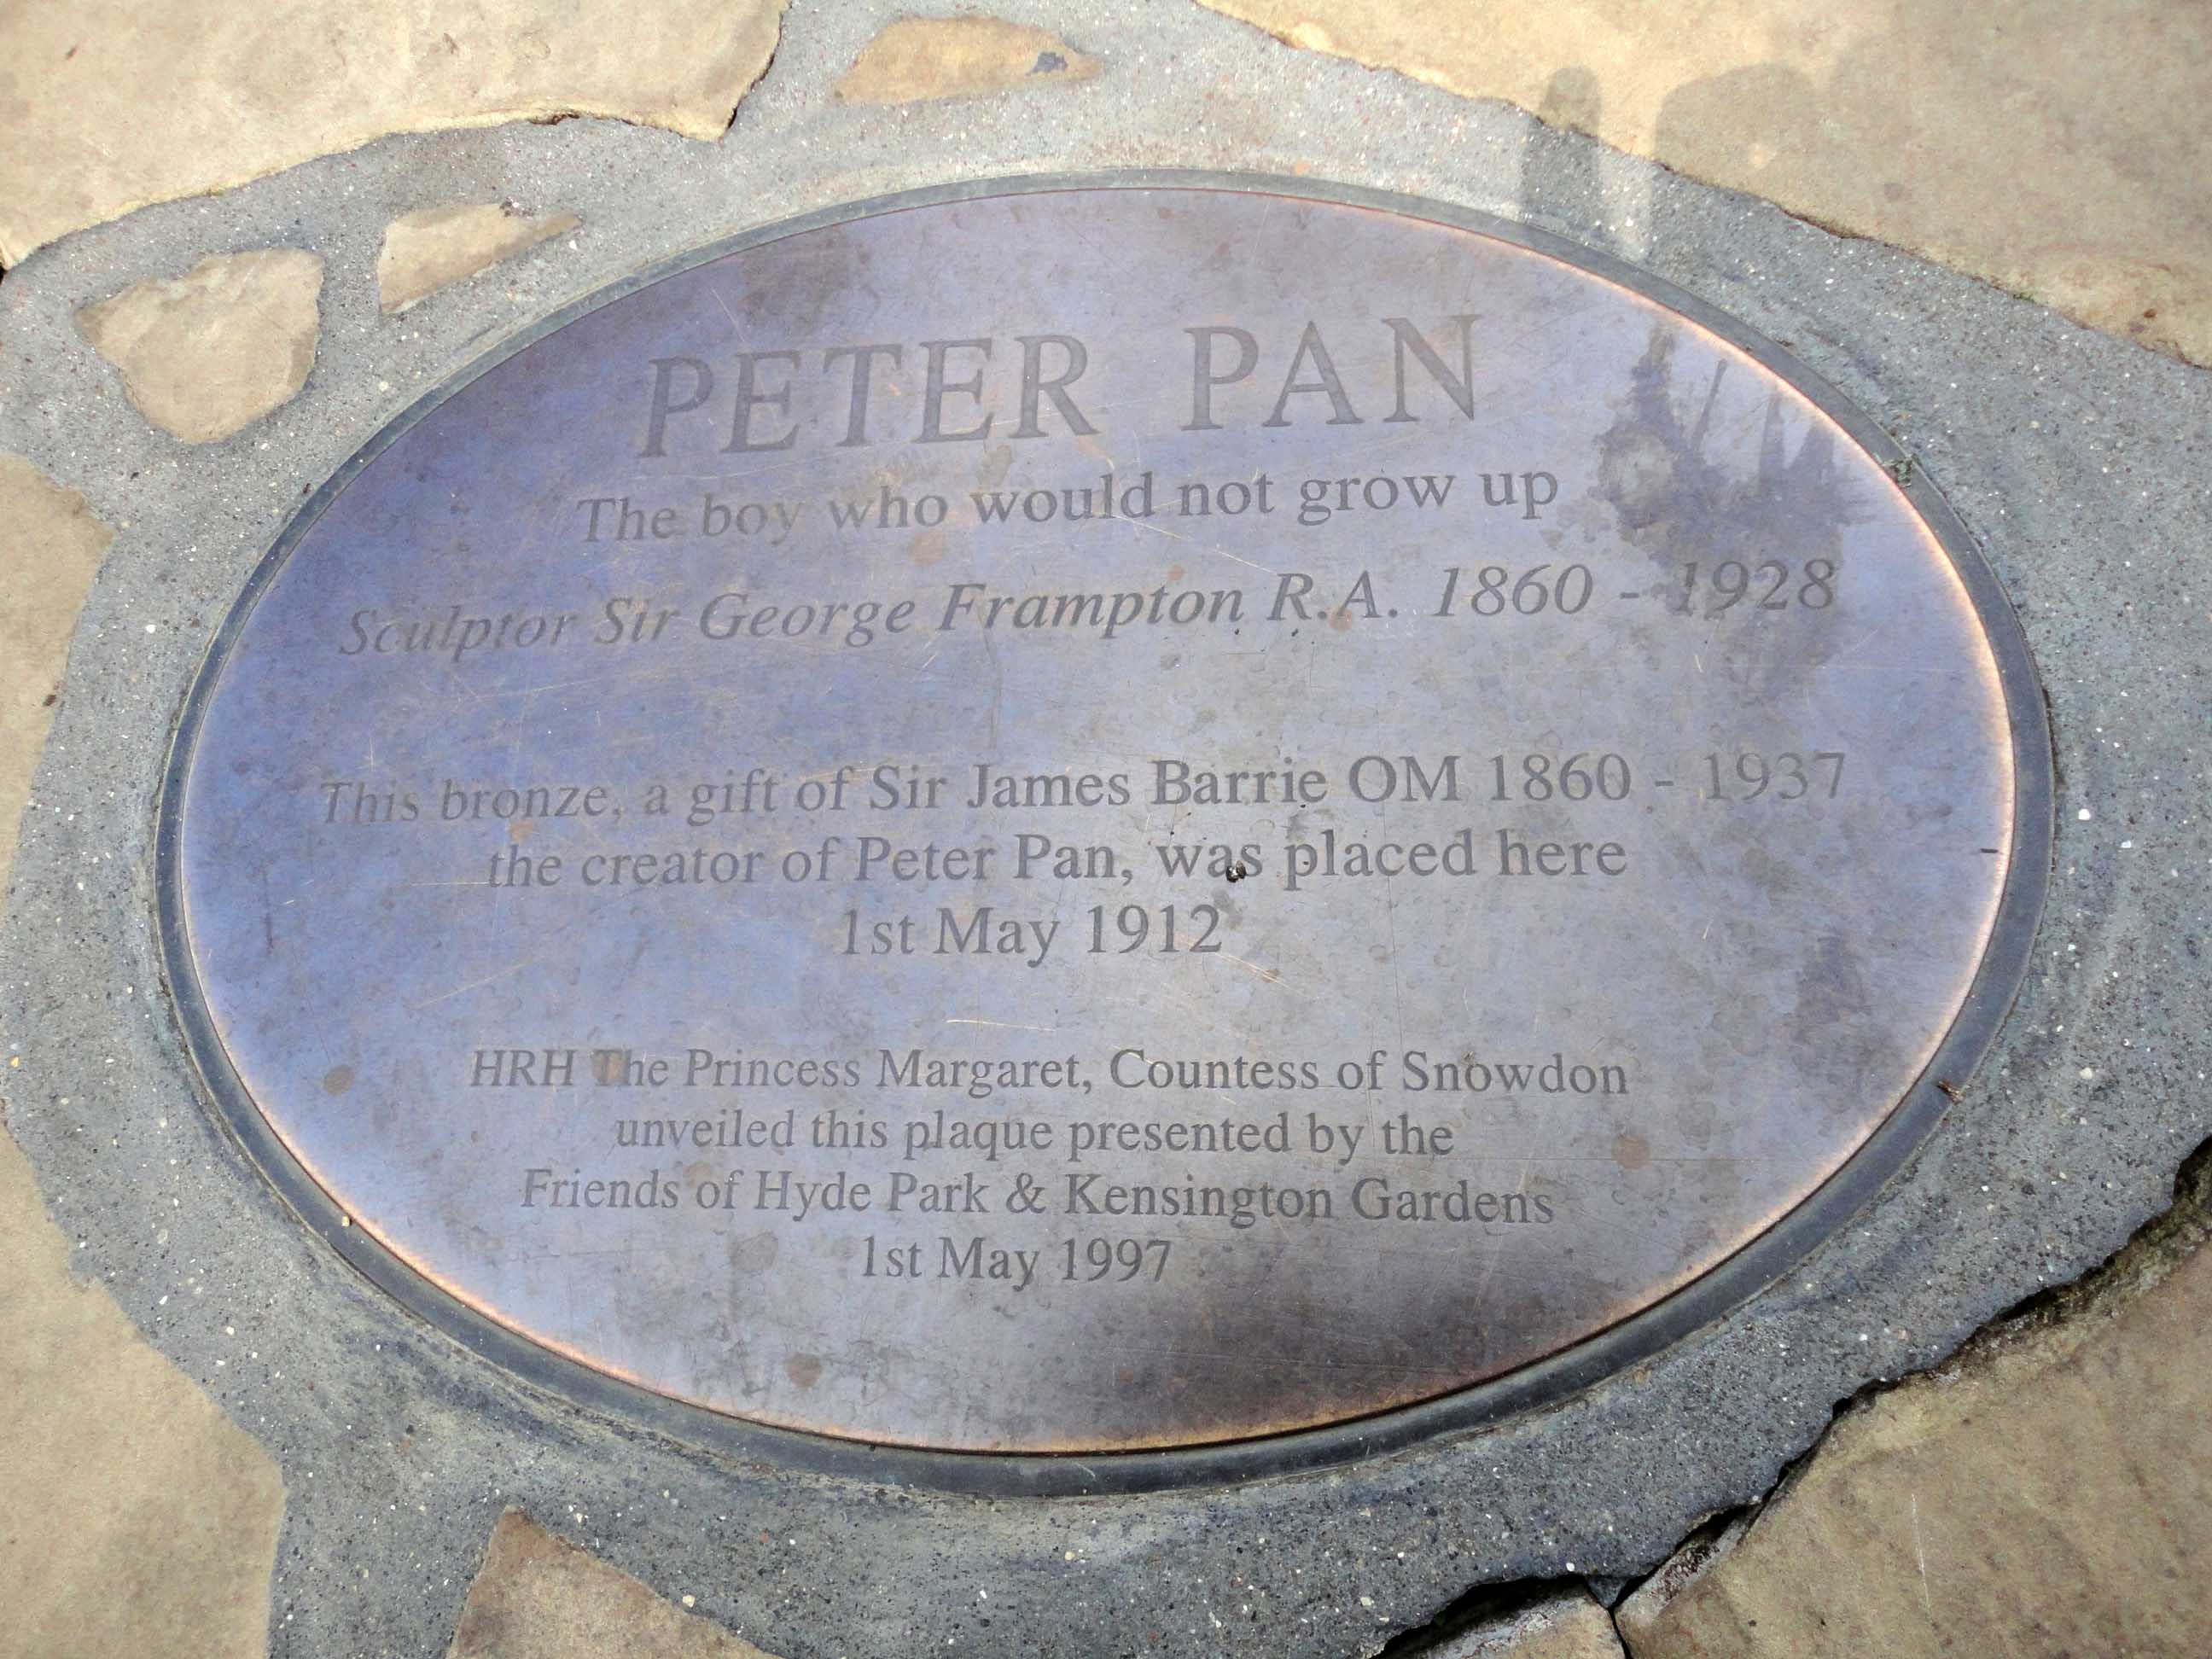 PETER PAN
The boy who would not grow up
Sculptor Sir George Frampton R.A. 1860 - 1928
This bronze, a gift of Sir James Barrie OM 1860 - 1937
the creator of Peter Pan, was placed here
1st May 1912
HRH The Princess Margaret, Countess of Snowdon
unveiled this plaque presented by the
Friends of Hyde Park & Kensington Gardens
1st May 1997